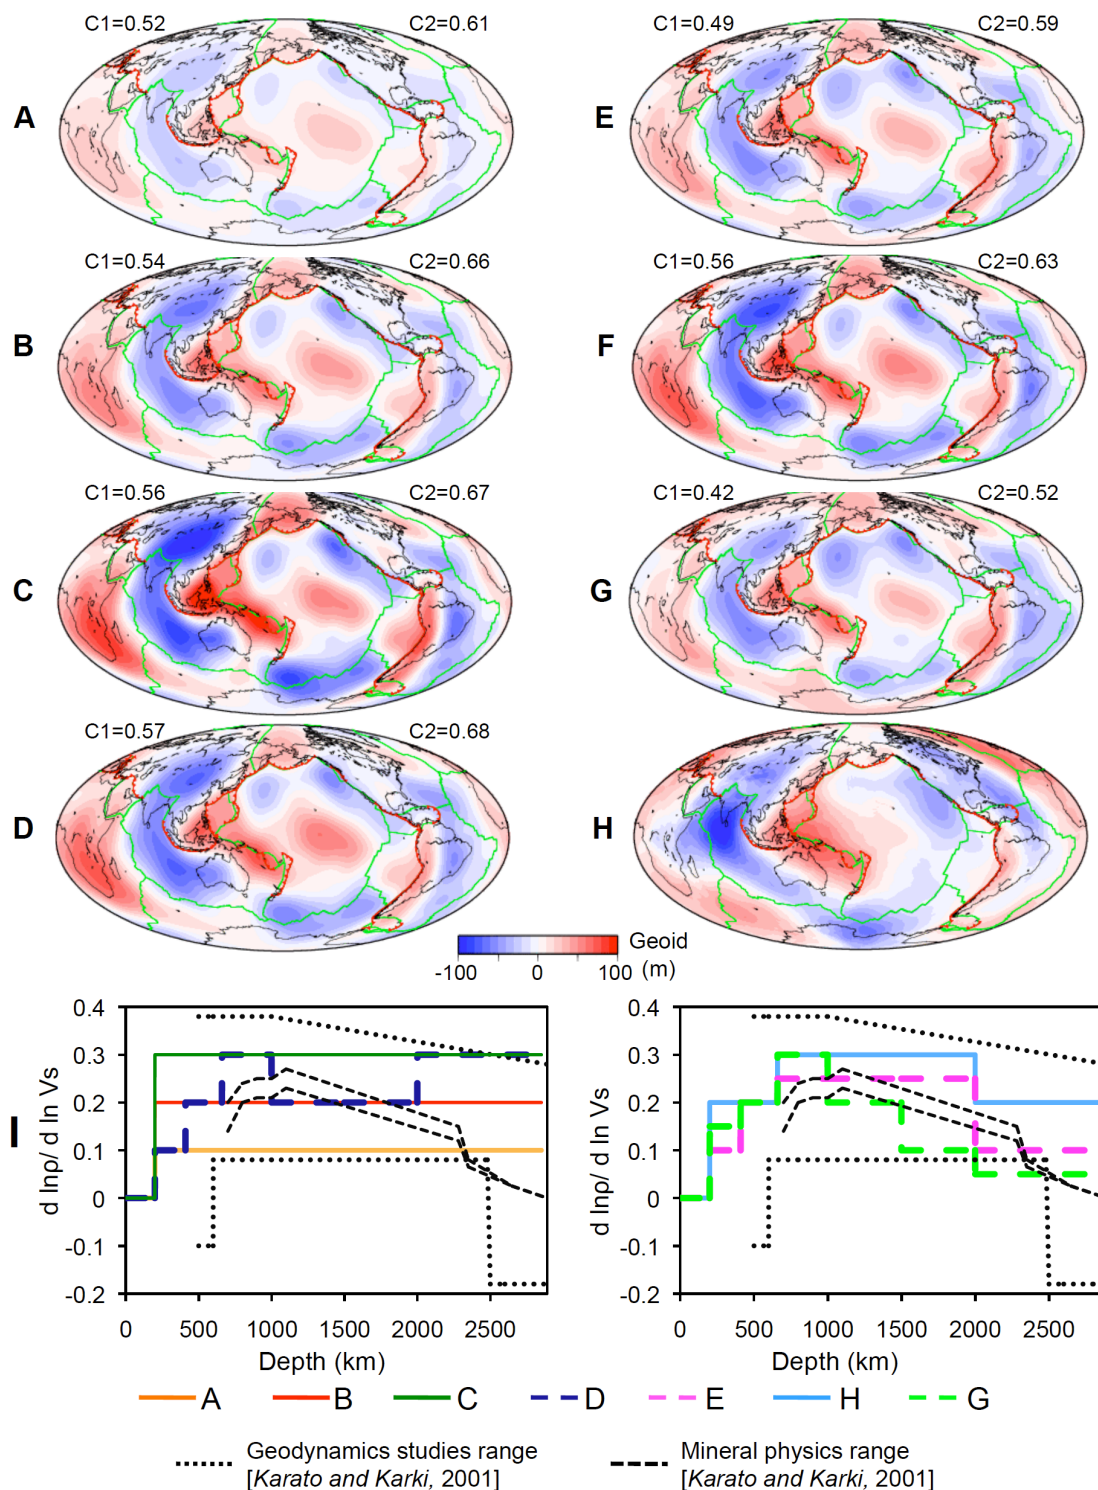 C1=0.52 C2=0.61 C1=0.49 C2=0.59
A E
C1=0.54 C2=0.66 C1=0.56 C2=0.63
B F
C1=0.56 C2=0.67 C1=0.42 C2=0.52
C G
C1=0.57 C2=0.68
D H
Geoid
-100 0 100 (m)
I
d lnρ/ d ln Vs
0.4
0.3
0.2
0.1
0
-0.1
-0.2
0 500 1000 1500 2000 2500
Depth (km)
d lnρ/ d ln Vs
0.4
0.3
0.2
0.1
0
-0.1
-0.2
0 500 1000 1500 2000 2500
Depth (km)
A B C D E H G
Geodynamics studies range
[Karato and Karki, 2001]
Mineral physics range
[Karato and Karki, 2001]